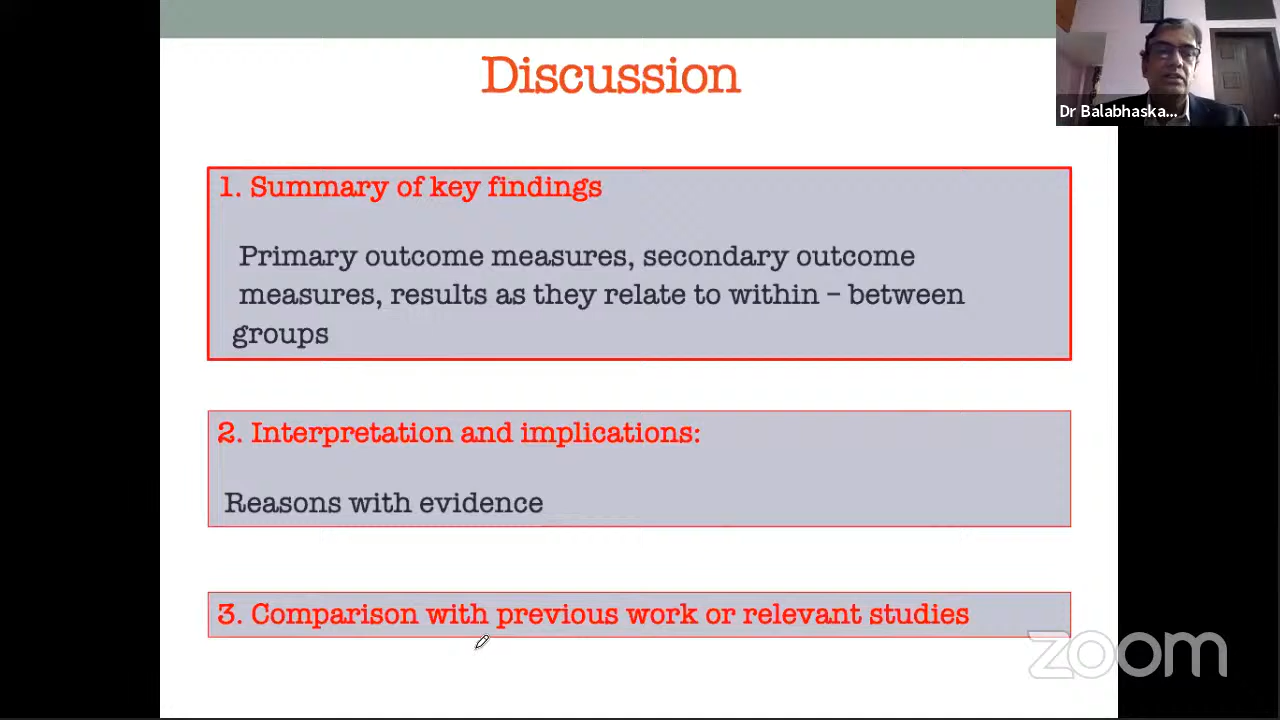 Discussion
Dr Balabhaska...
1. Summary of key findings
Primary outcome measures, secondary outcome
measures, results as they relate to within – between
groups
2. Interpretation and implications:
Reasons with evidence
3. Comparison with previous work or relevant studies
zoom